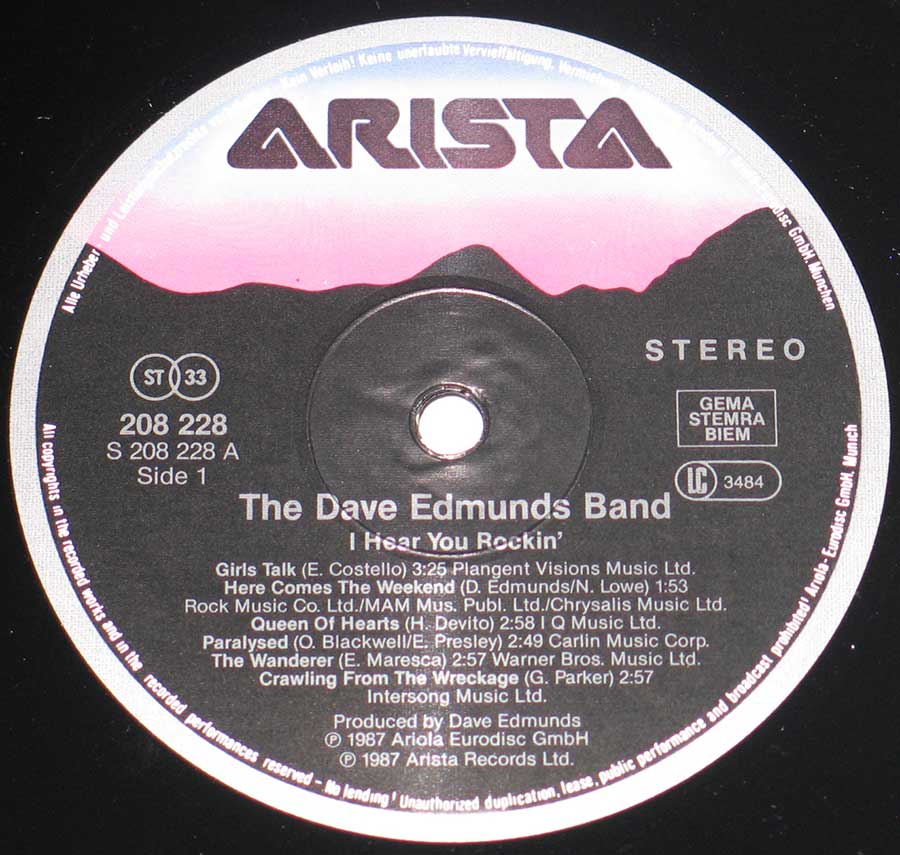 Alle Urheber- und
Kein Verleih! Keine unerlaubte Vervielfältigung,
Eurodisc GmbH. München
ARISTA
STEREO
ST 33
208 228
S 208 228 A
Side 1
GEMA
STEMRA
BIEM
LC 3484
The Dave Edmunds Band
I Hear You Rockin'
Girls Talk (E. Costello) 3:25 Plangent Visions Music Ltd.
Here Comes The Weekend (D. Edmunds/N. Lowe) 1:53
Rock Music Co. Ltd./MAM Mus. Publ. Ltd./Chrysalis Music Ltd.
Queen Of Hearts (H. Devito) 2:58 I Q Music Ltd.
Paralysed (O. Blackwell/E. Presley) 2:49 Carlin Music Corp.
The Wanderer (E. Maresca) 2:57 Warner Bros. Music Ltd.
Crawling From The Wreckage (G. Parker) 2:57
Intersong Music Ltd.
Produced by Dave Edmunds
℗ 1987 Ariola Eurodisc GmbH
℗ 1987 Arista Records Ltd.
All copyrights in the recorded works and in the recorded performances reserved - No lending! Unauthorized duplication, lease, public performance and broadcast prohibited! Ariola-Eurodisc GmbH. Munich